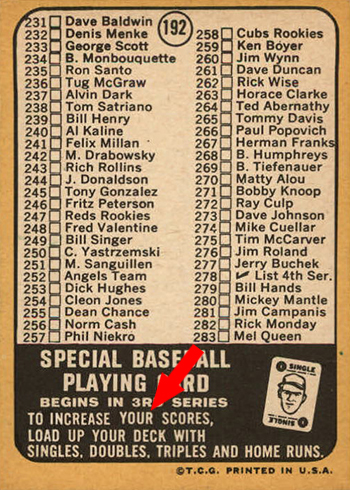 192
231 Dave Baldwin
232 Denis Menke
233 George Scott
234 B. Monbouquette
235 Ron Santo
236 Tug McGraw
237 Alvin Dark
238 Tom Satriano
239 Bill Henry
240 Al Kaline
241 Felix Millan
242 M. Drabowsky
243 Rich Rollins
244 J. Donaldson
245 Tony Gonzalez
246 Fritz Peterson
247 Reds Rookies
248 Fred Valentine
249 Bill Singer
250 C. Yastrzemski
251 M. Sanguillen
252 Angels Team
253 Dick Hughes
254 Cleon Jones
255 Dean Chance
256 Norm Cash
257 Phil Niekro
258 Cubs Rookies
259 Ken Boyer
260 Jim Wynn
261 Dave Duncan
262 Rick Wise
263 Horace Clarke
264 Ted Abernathy
265 Tommy Davis
266 Paul Popovich
267 Herman Franks
268 B. Humphreys
269 B. Tiefenauer
270 Matty Alou
271 Bobby Knoop
272 Ray Culp
273 Dave Johnson
274 Mike Cuellar
275 Tim McCarver
276 Jim Roland
277 Jerry Buchek
278 ✓ List 4th Ser.
279 Bill Hands
280 Mickey Mantle
281 Jim Campanis
282 Rick Monday
283 Mel Queen
SPECIAL BASEBALL
PLAYING CARD
BEGINS IN 3RD SERIES
TO INCREASE YOUR SCORES,
LOAD UP YOUR DECK WITH
SINGLES, DOUBLES, TRIPLES AND HOME RUNS.
SINGLE
SINGLE
©T.C.G. PRINTED IN U.S.A.